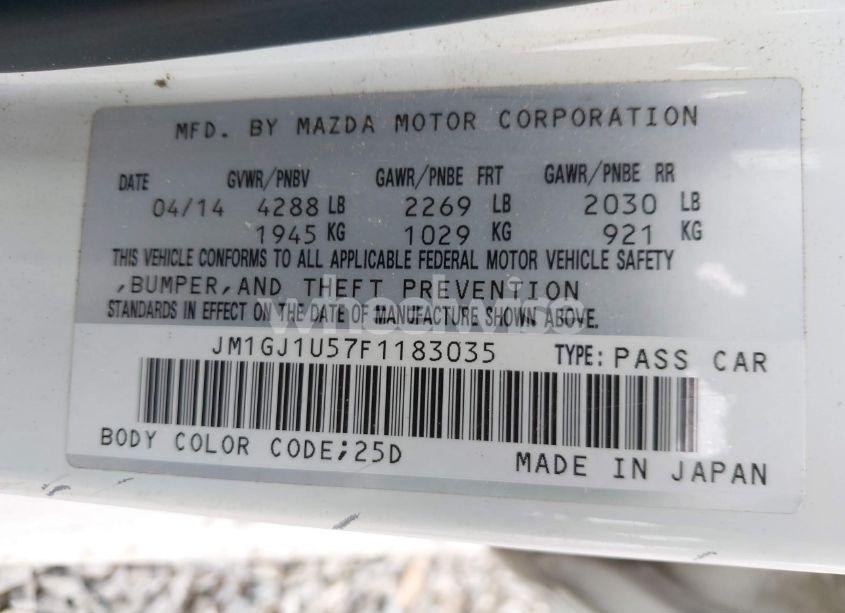 MFD. BY MAZDA MOTOR CORPORATION
DATE GVWR/PNBV GAWR/PNBE FRT GAWR/PNBE RR
04/14 4288 LB 2269 LB 2030 LB
1945 KG 1029 KG 921 KG
THIS VEHICLE CONFORMS TO ALL APPLICABLE FEDERAL MOTOR VEHICLE SAFETY
,BUMPER,AND THEFT PREVENTION
wheelwise
STANDARDS IN EFFECT ON THE DATE OF MANUFACTURE SHOWN ABOVE.
JM1GJ1U57F1183035 TYPE: PASS CAR
BODY COLOR CODE;25D MADE IN JAPAN